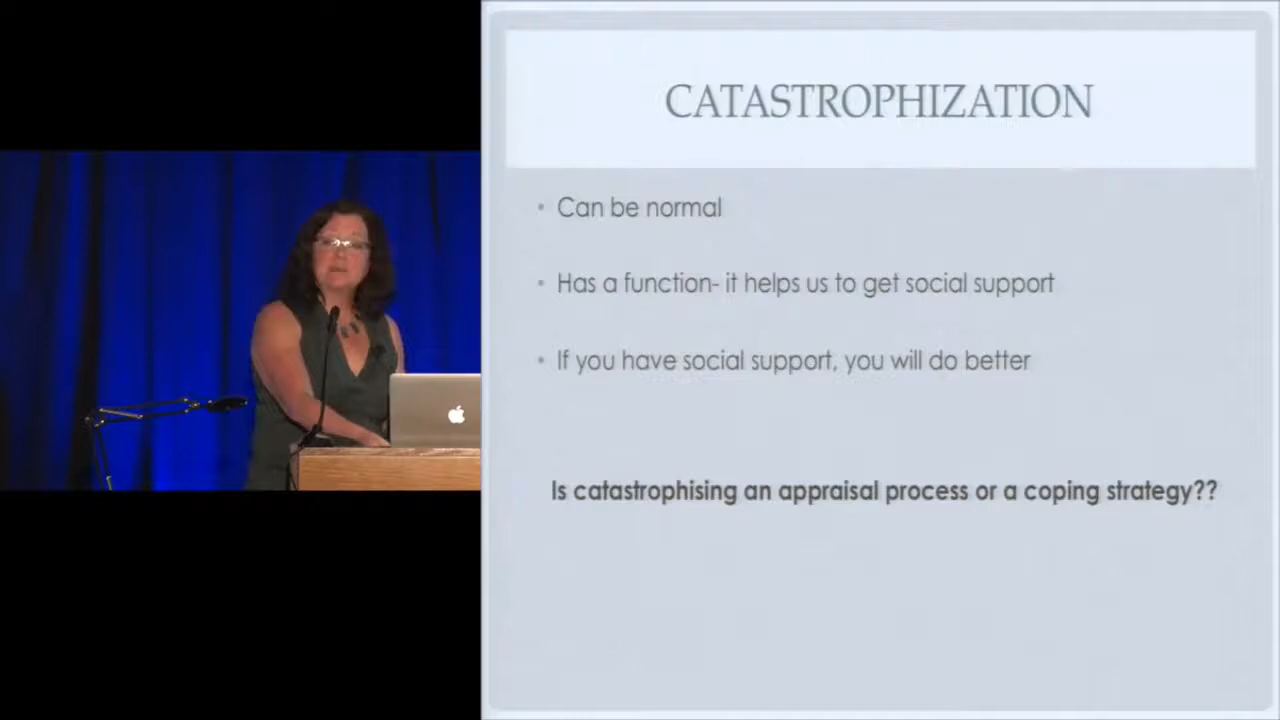 CATASTROPHIZATION
• Can be normal
• Has a function- it helps us to get social support
• If you have social support, you will do better
Is catastrophising an appraisal process or a coping strategy??